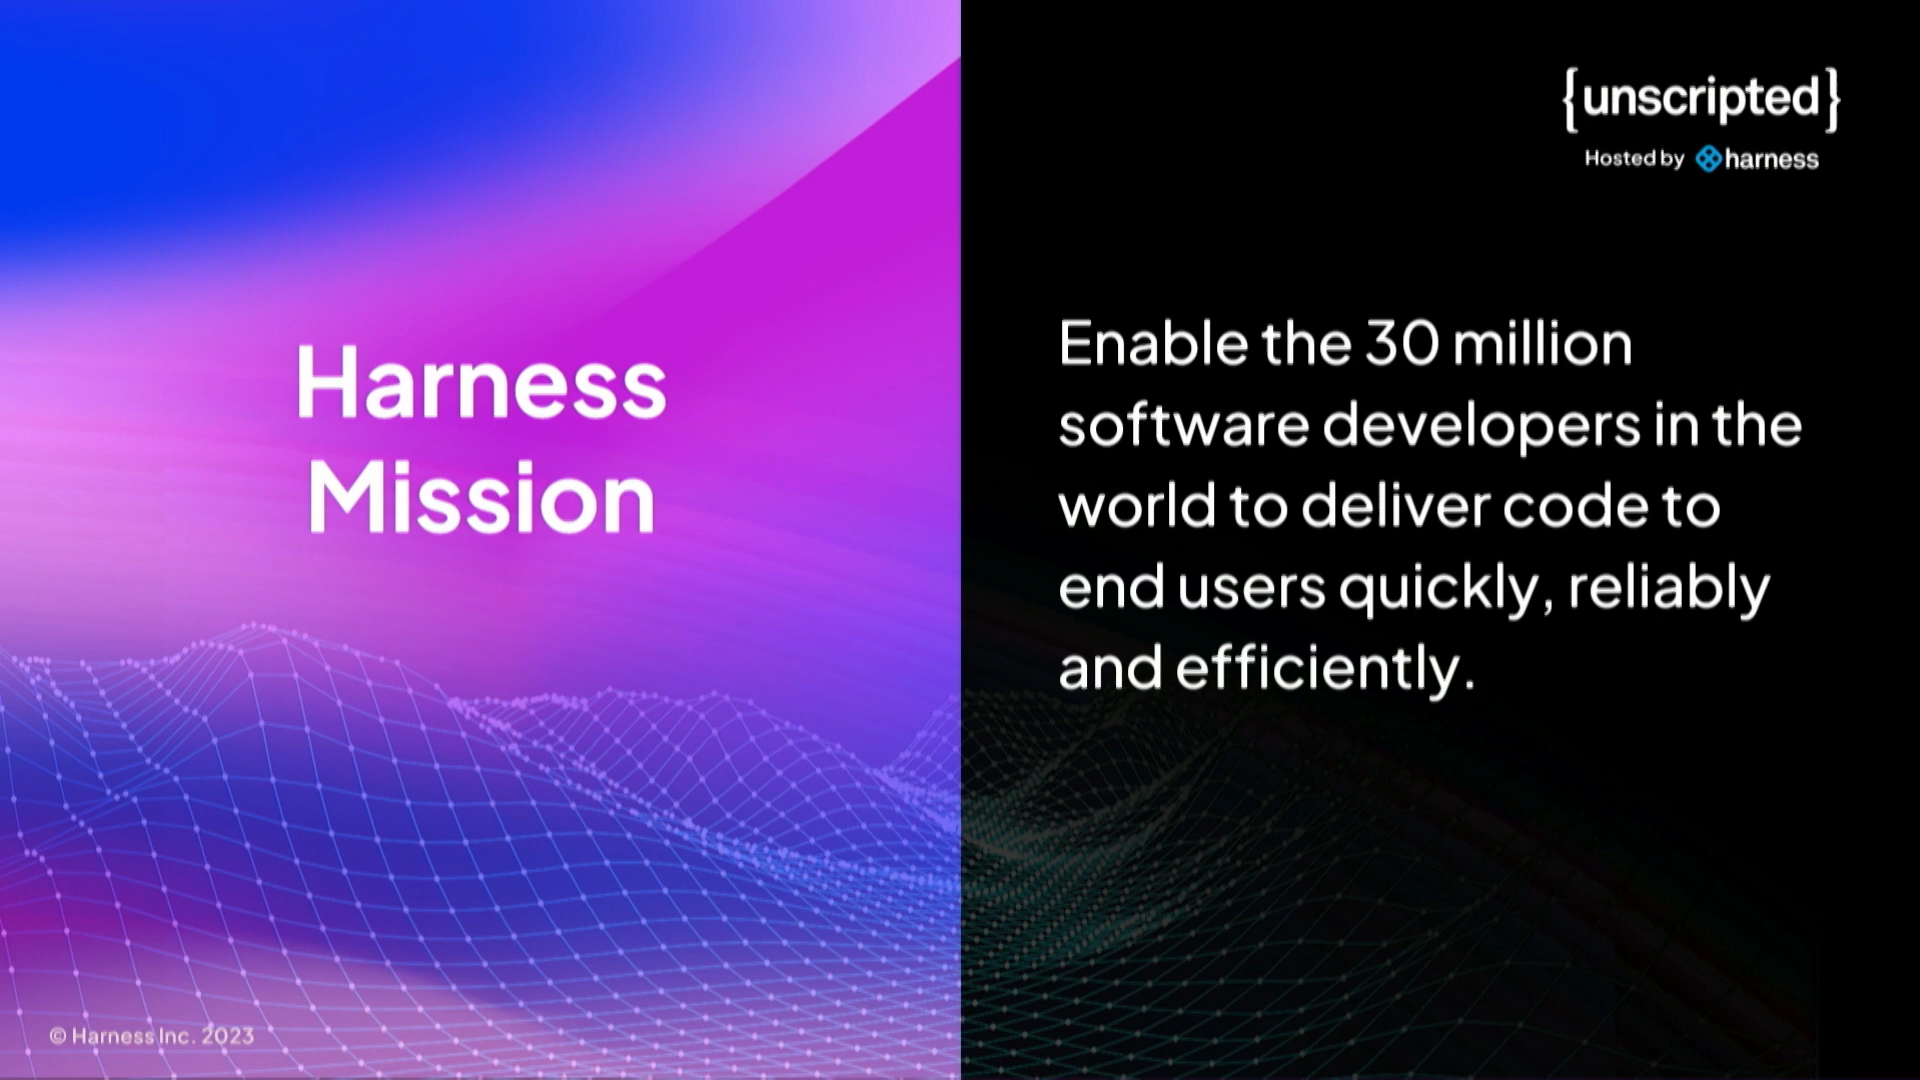 Harness
Mission
© Harness Inc. 2023
{unscripted}
Hosted by harness
Enable the 30 million
software developers in the
world to deliver code to
end users quickly, reliably
and efficiently.